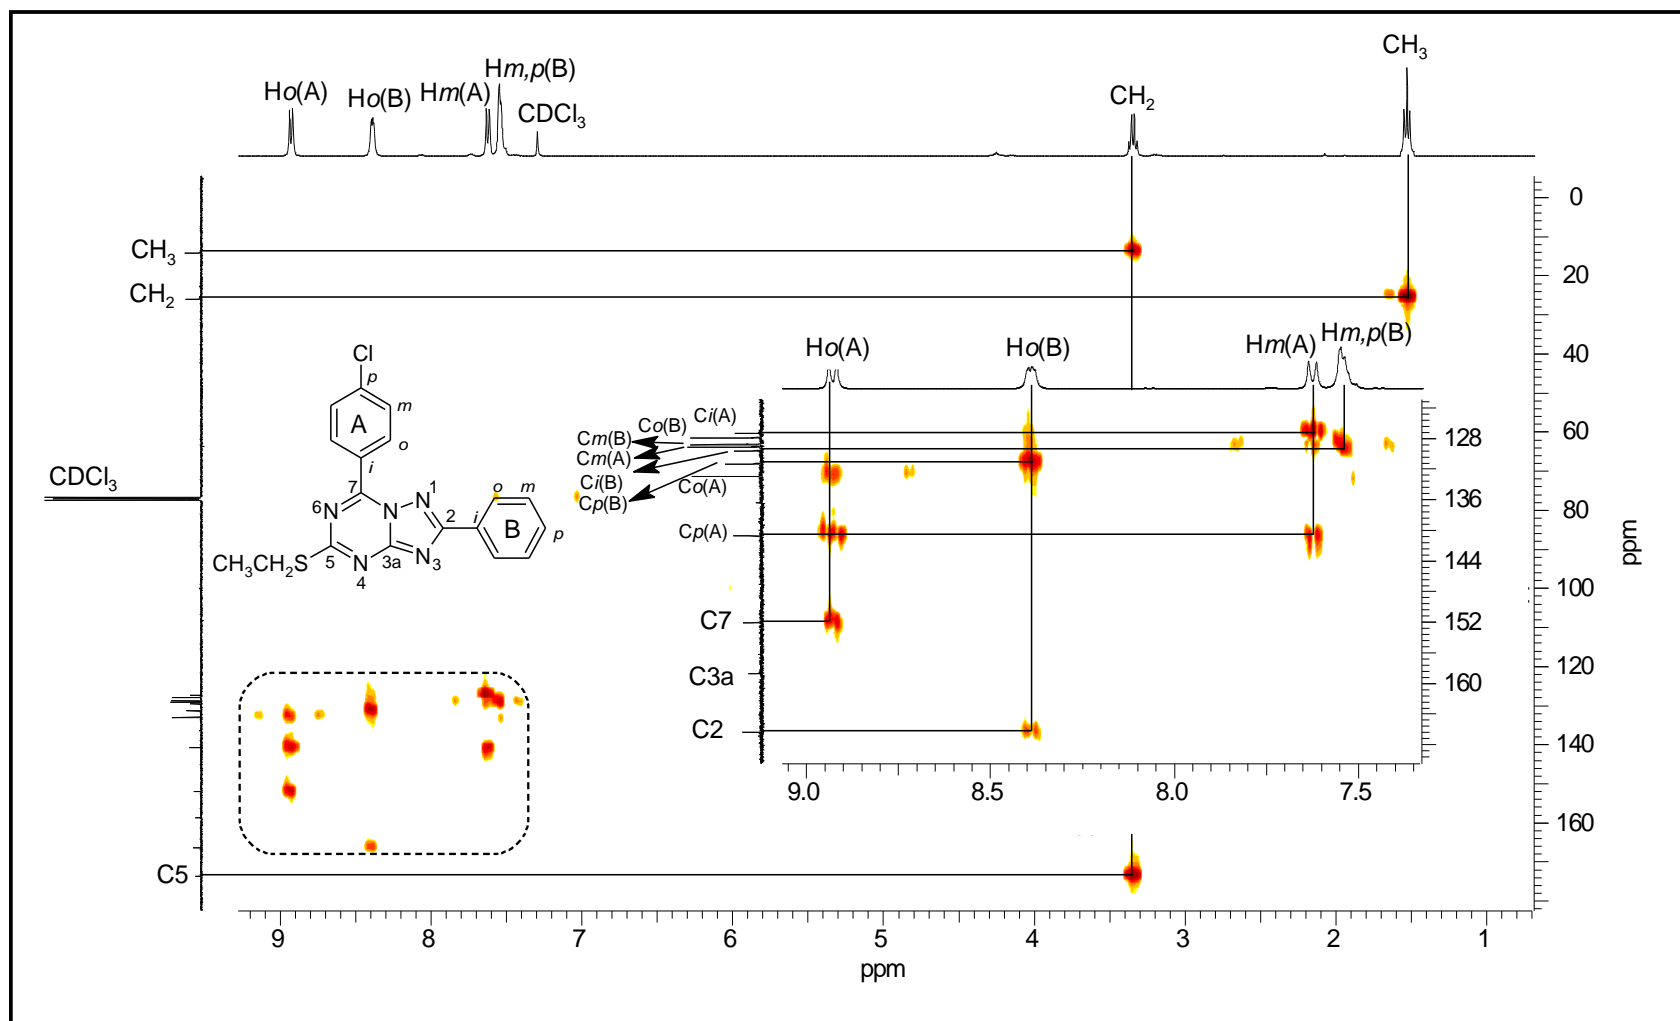 CH3
Hm,p(B)
Ho(A) Ho(B) Hm(A) CH2
CDCl3
0
CH3
20
CH2
40
Cl
p
m
A
o
i
7
N 1
6 N N
2
o m
i B p
5 N 3a N 3
4
CH3CH2S
CDCl3
Ho(A) Ho(B) Hm(A) Hm,p(B)
Ci(A)
Co(B)
Cm(B)
Cm(A)
Ci(B)
Co(A)
Cp(B)
Cp(A)
C7
C3a
C2
128
136
144
152
160
9.0 8.5 8.0 7.5
60
80
ppm
100
120
140
160
C5
9 8 7 6 5 4 3 2 1
ppm